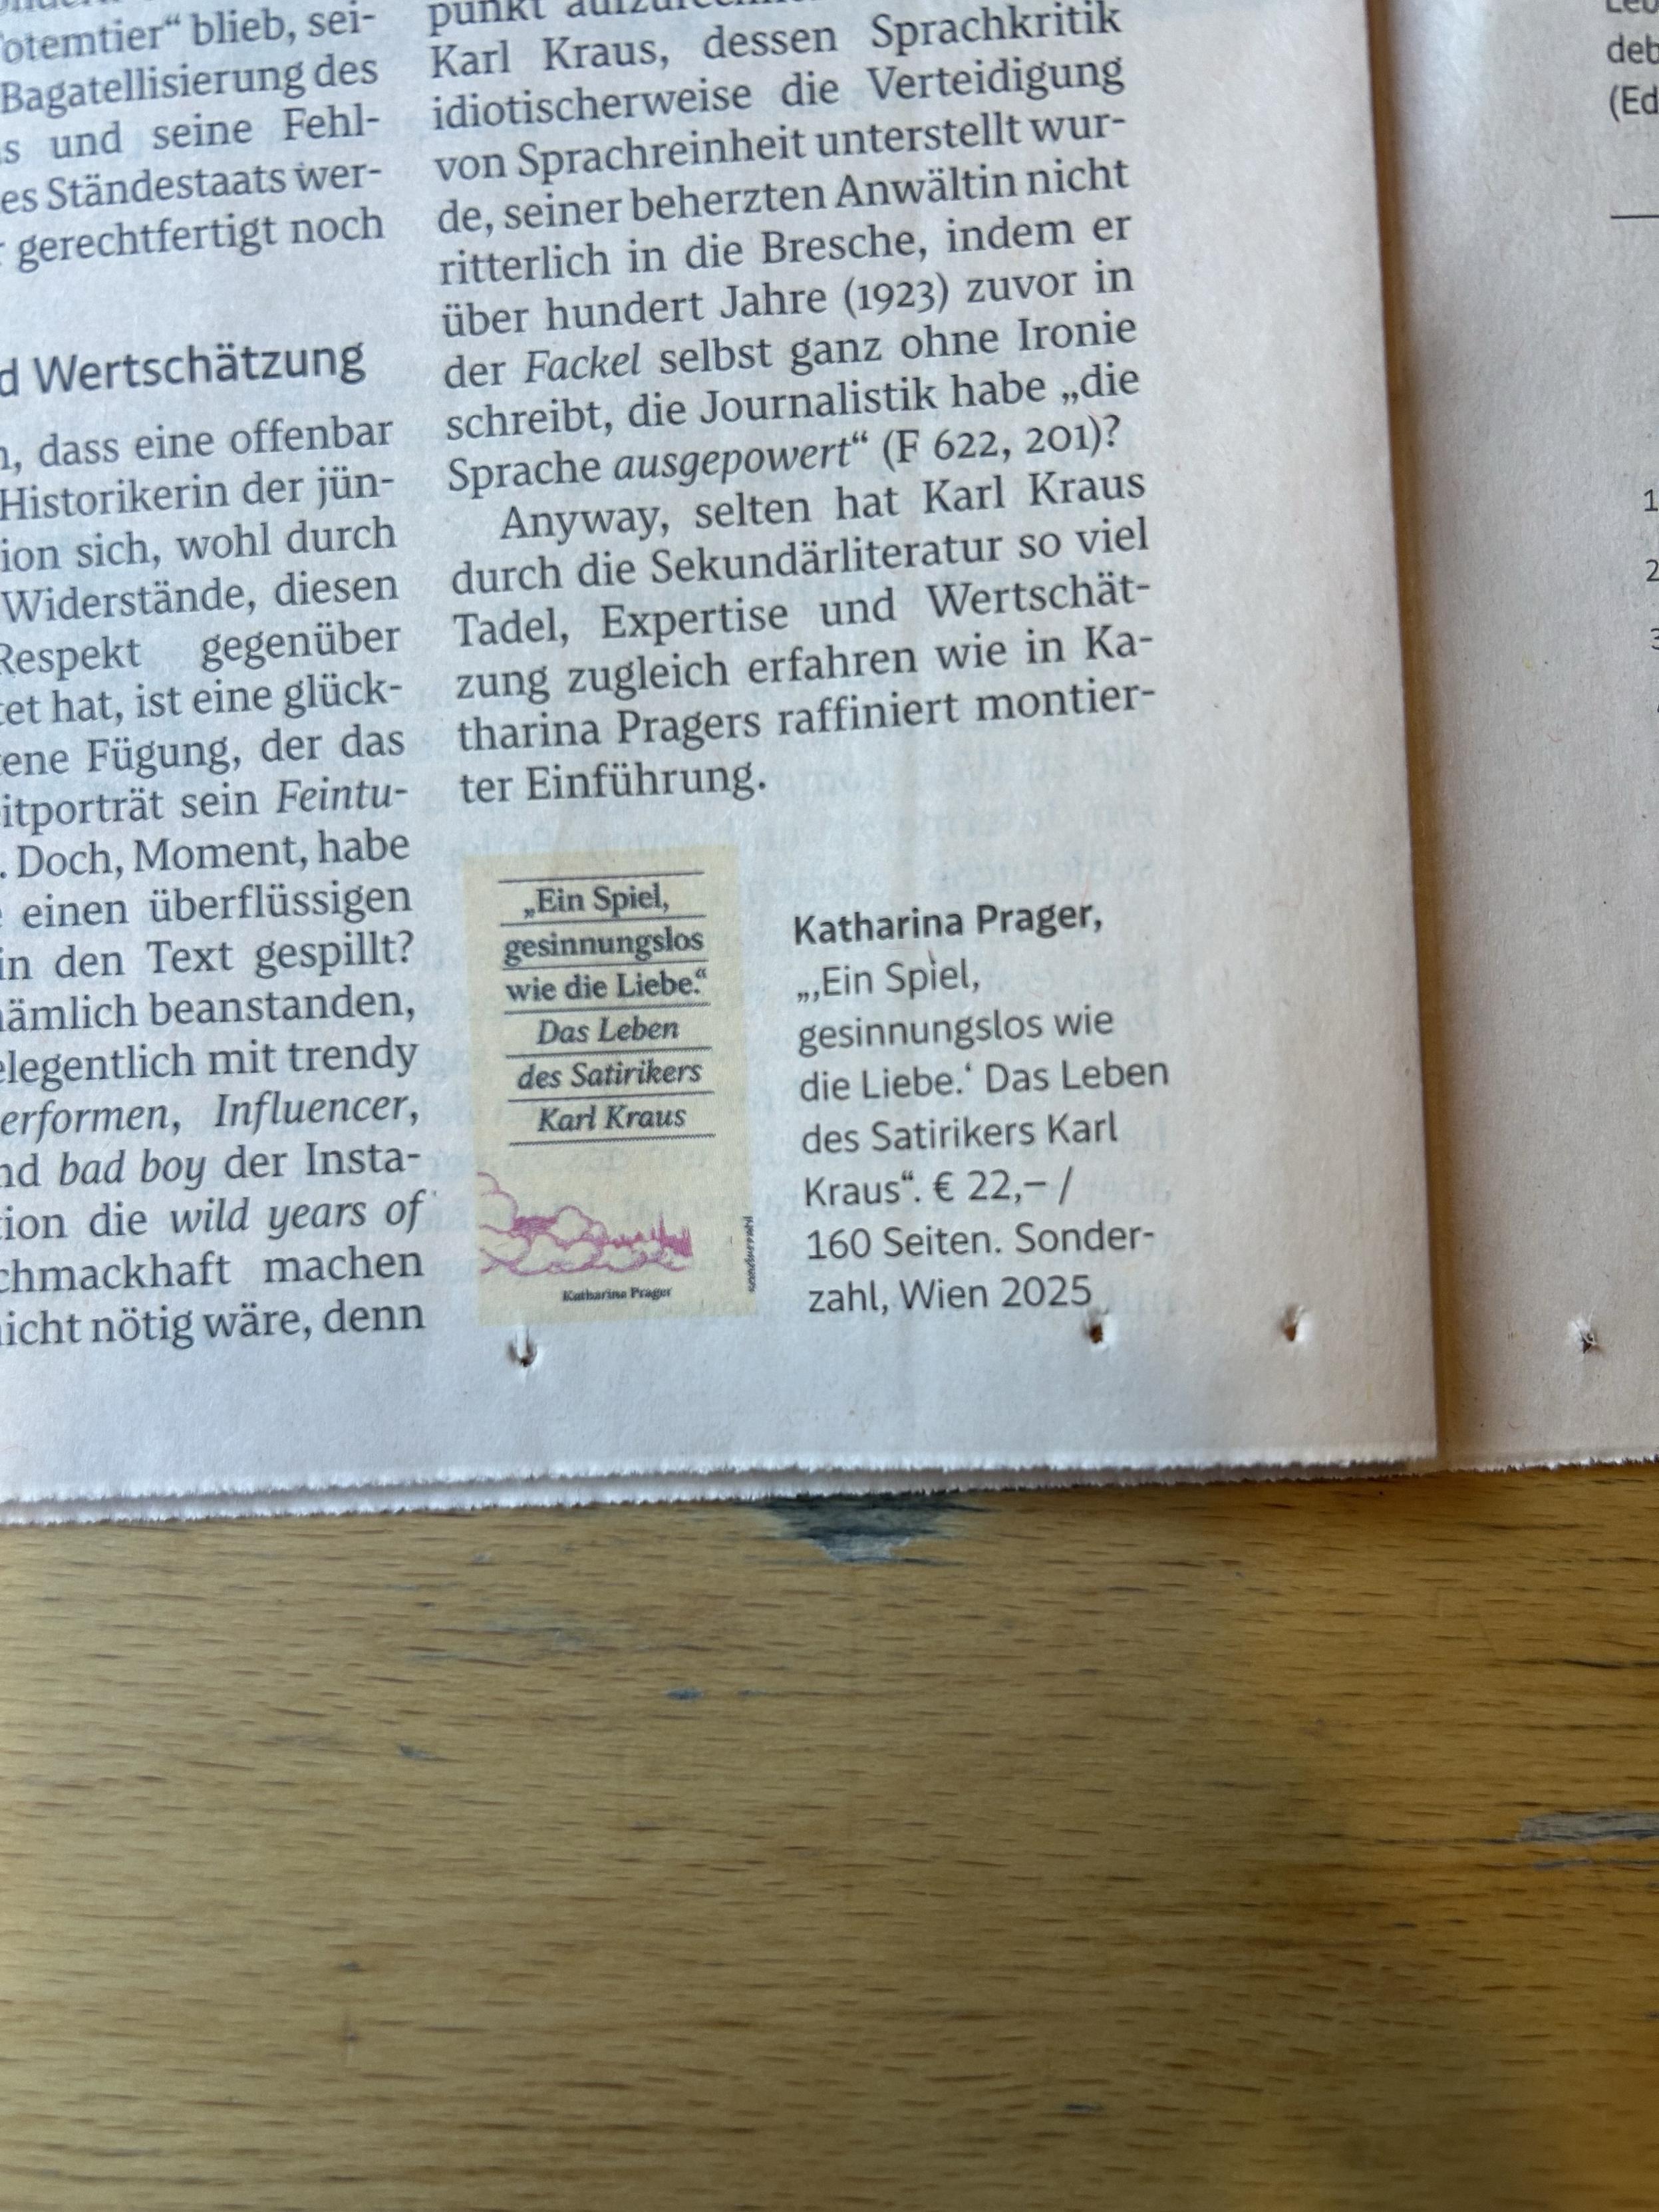 otemtier“ blieb, sei-
Bagatellisierung des
s und seine Fehl-
es Ständestaats wer-
gerechtfertigt noch
d Wertschätzung
, dass eine offenbar
Historikerin der jün-
ion sich, wohl durch
Widerstände, diesen
Respekt gegenüber
tet hat, ist eine glück-
ene Fügung, der das
itporträt sein Feintu-
. Doch, Moment, habe
einen überflüssigen
in den Text gespillt?
ämlich beanstanden,
elegentlich mit trendy
erformen, Influencer,
nd bad boy der Insta-
tion die wild years of
chmackhaft machen
nicht nötig wäre, denn
punkt
Karl Kraus, dessen Sprachkritik
idiotischerweise die Verteidigung
von Sprachreinheit unterstellt wur-
de, seiner beherzten Anwältin nicht
ritterlich in die Bresche, indem er
über hundert Jahre (1923) zuvor in
der Fackel selbst ganz ohne Ironie
schreibt, die Journalistik habe „die
Sprache ausgepowert“ (F 622, 201)?
Anyway, selten hat Karl Kraus
durch die Sekundärliteratur so viel
Tadel, Expertise und Wertschät-
zung zugleich erfahren wie in Ka-
tharina Pragers raffiniert montier-
ter Einführung.
„Ein Spiel,
gesinnungslos
wie die Liebe.“
Das Leben
des Satirikers
Karl Kraus
Katharina Prager
sonderzahl
Katharina Prager,
„‚Ein Spiel,
gesinnungslos wie
die Liebe.‘ Das Leben
des Satirikers Karl
Kraus“. € 22,– /
160 Seiten. Sonder-
zahl, Wien 2025
deb
(Ed
1
2
3